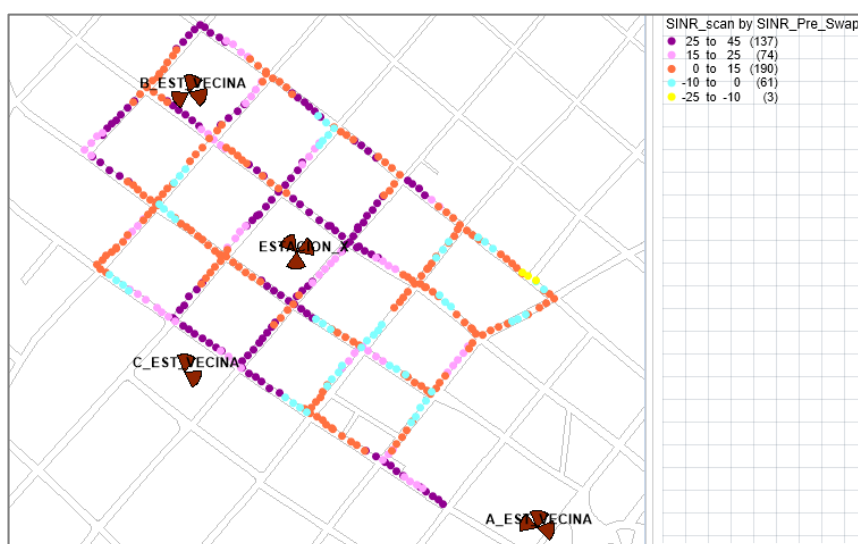 SINR_scan by SINR_Pre_Swap
25 to 45 (137)
15 to 25 (74)
0 to 15 (190)
-10 to 0 (61)
-25 to -10 (3)
B_EST_VECINA
ESTACION_X
C_EST_VECINA
A_EST_VECINA